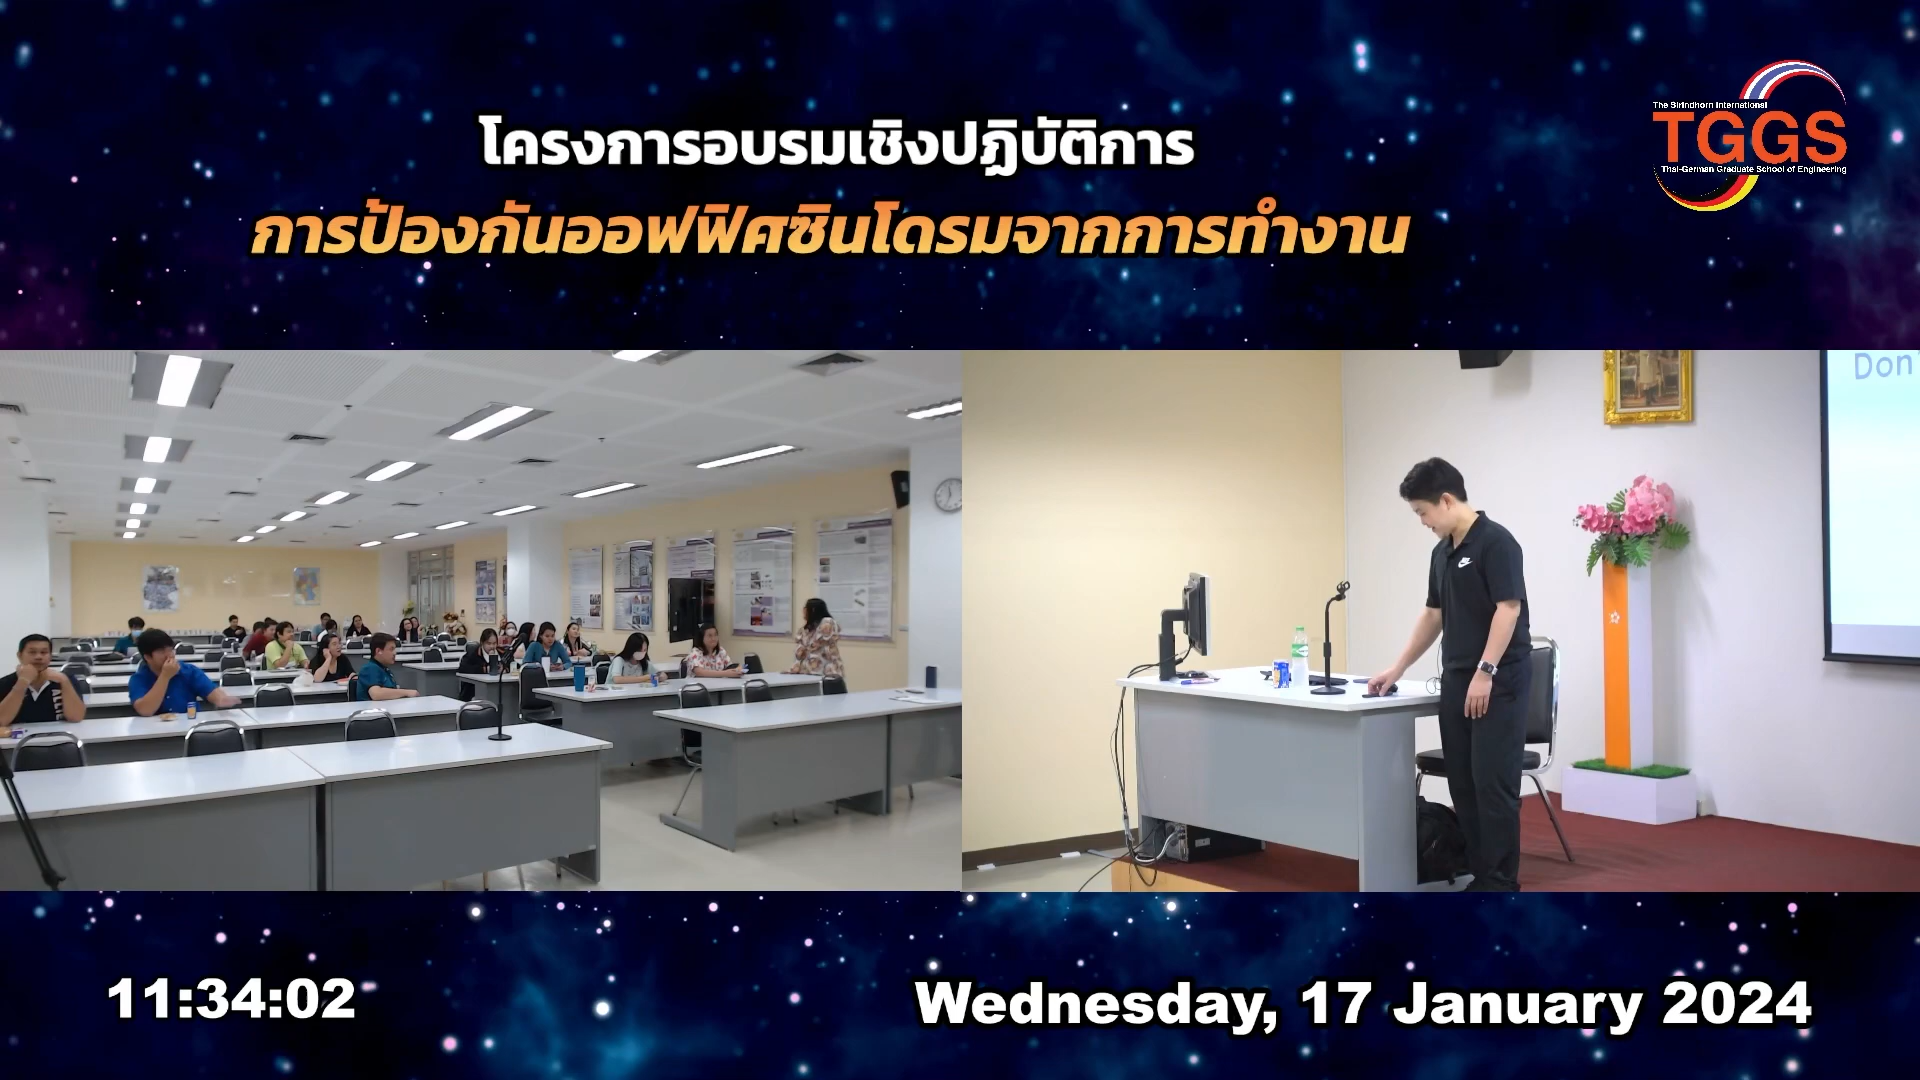 โครงการอบรมเชิงปฏิบัติการ
การป้องกันออฟฟิศซินโดรมจากการทำงาน
The Sirindhorn International
TGGS
Thai-German Graduate School of Engineering
Don'
11:34:02
Wednesday, 17 January 2024